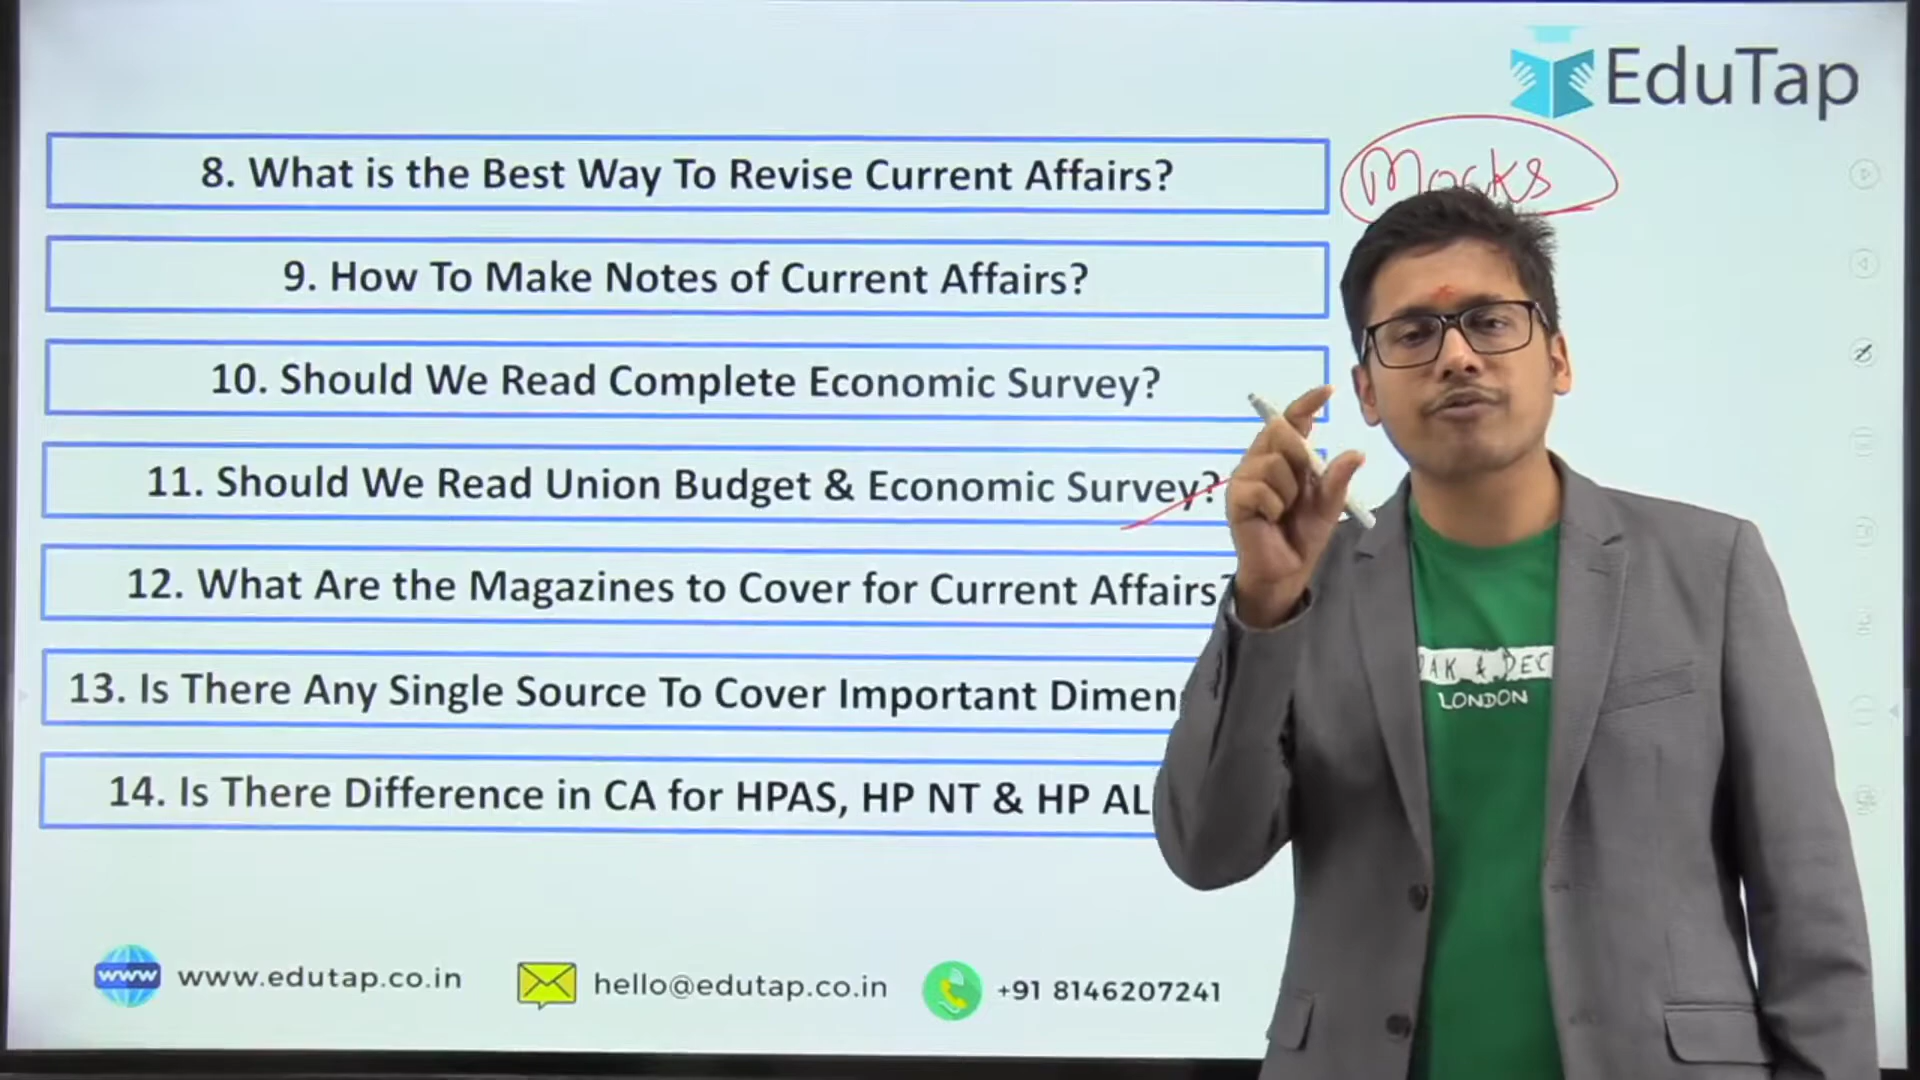 EduTap
Mocks
8. What is the Best Way To Revise Current Affairs?
9. How To Make Notes of Current Affairs?
10. Should We Read Complete Economic Survey?
11. Should We Read Union Budget & Economic Survey?
12. What Are the Magazines to Cover for Current Affairs?
13. Is There Any Single Source To Cover Important Dimen
14. Is There Difference in CA for HPAS, HP NT & HP AL
LONDON
www www.edutap.co.in
hello@edutap.co.in
+91 8146207241